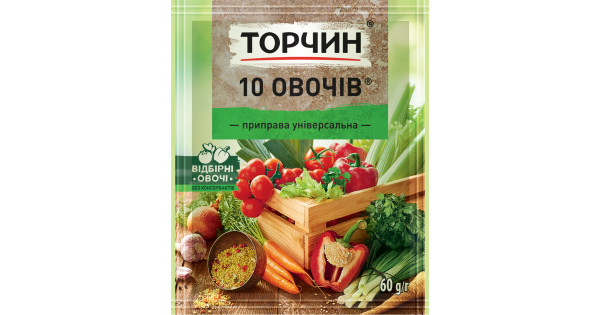 ТОРЧИН®
10 ОВОЧІВ®
— приправа універсальна —
ВІДБІРНІ
• ОВОЧІ •
БЕЗ КОНСЕРВАНТІВ
60 g/г